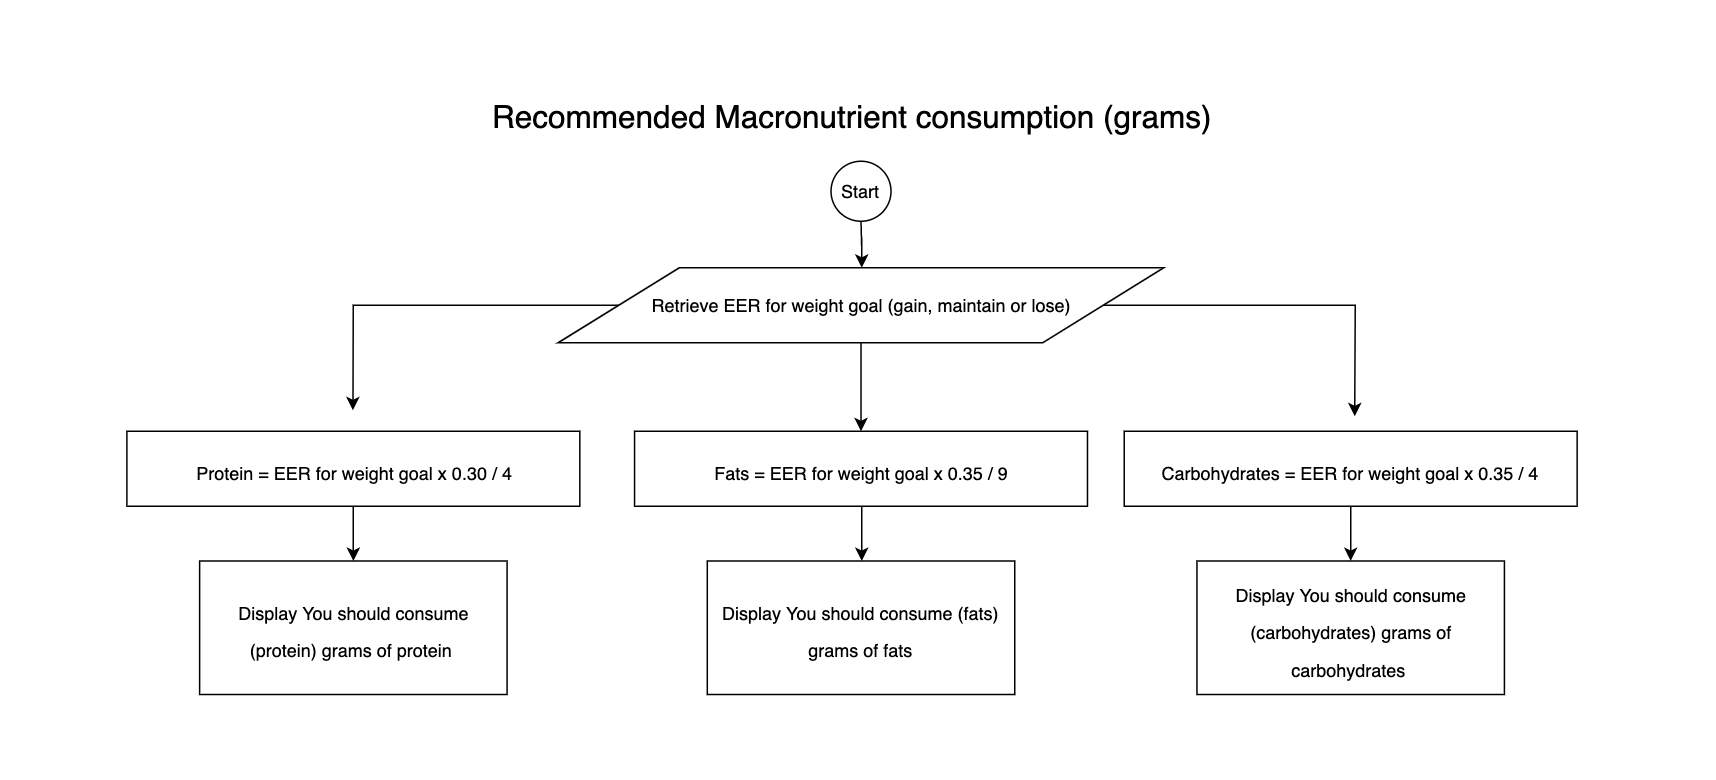 Recommended Macronutrient consumption (grams)
Start
Retrieve EER for weight goal (gain, maintain or lose)
Protein = EER for weight goal x 0.30 / 4
Fats = EER for weight goal x 0.35 / 9
Carbohydrates = EER for weight goal x 0.35 / 4
Display You should consume
(protein) grams of protein
Display You should consume (fats)
grams of fats
Display You should consume
(carbohydrates) grams of
carbohydrates